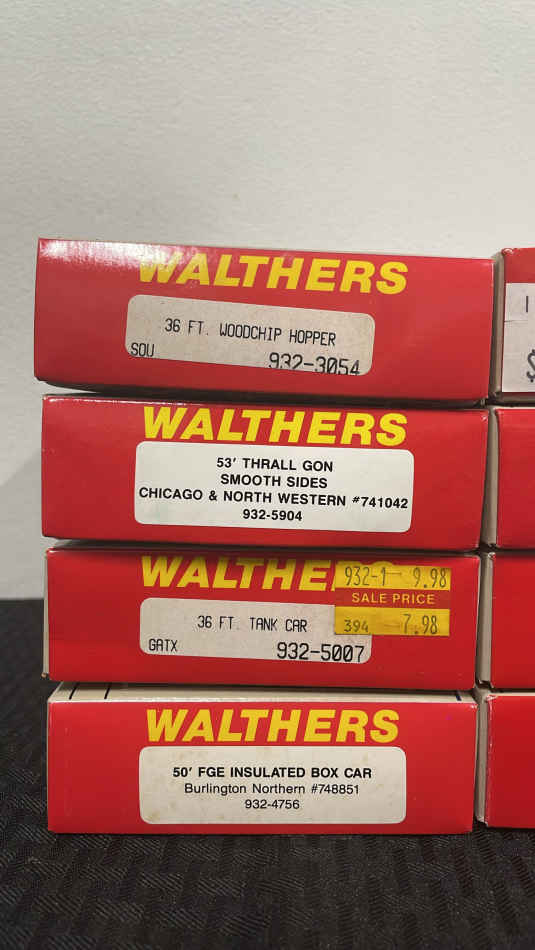 WALTHERS
36 FT. WOODCHIP HOPPER
SOU 932-3054
WALTHERS
53' THRALL GON
SMOOTH SIDES
CHICAGO & NORTH WESTERN #741042
932-5904
WALTHE
932-1 9.98
SALE PRICE
394 7.98
36 FT. TANK CAR
GATX 932-5007
WALTHERS
50' FGE INSULATED BOX CAR
Burlington Northern #748851
932-4756
$